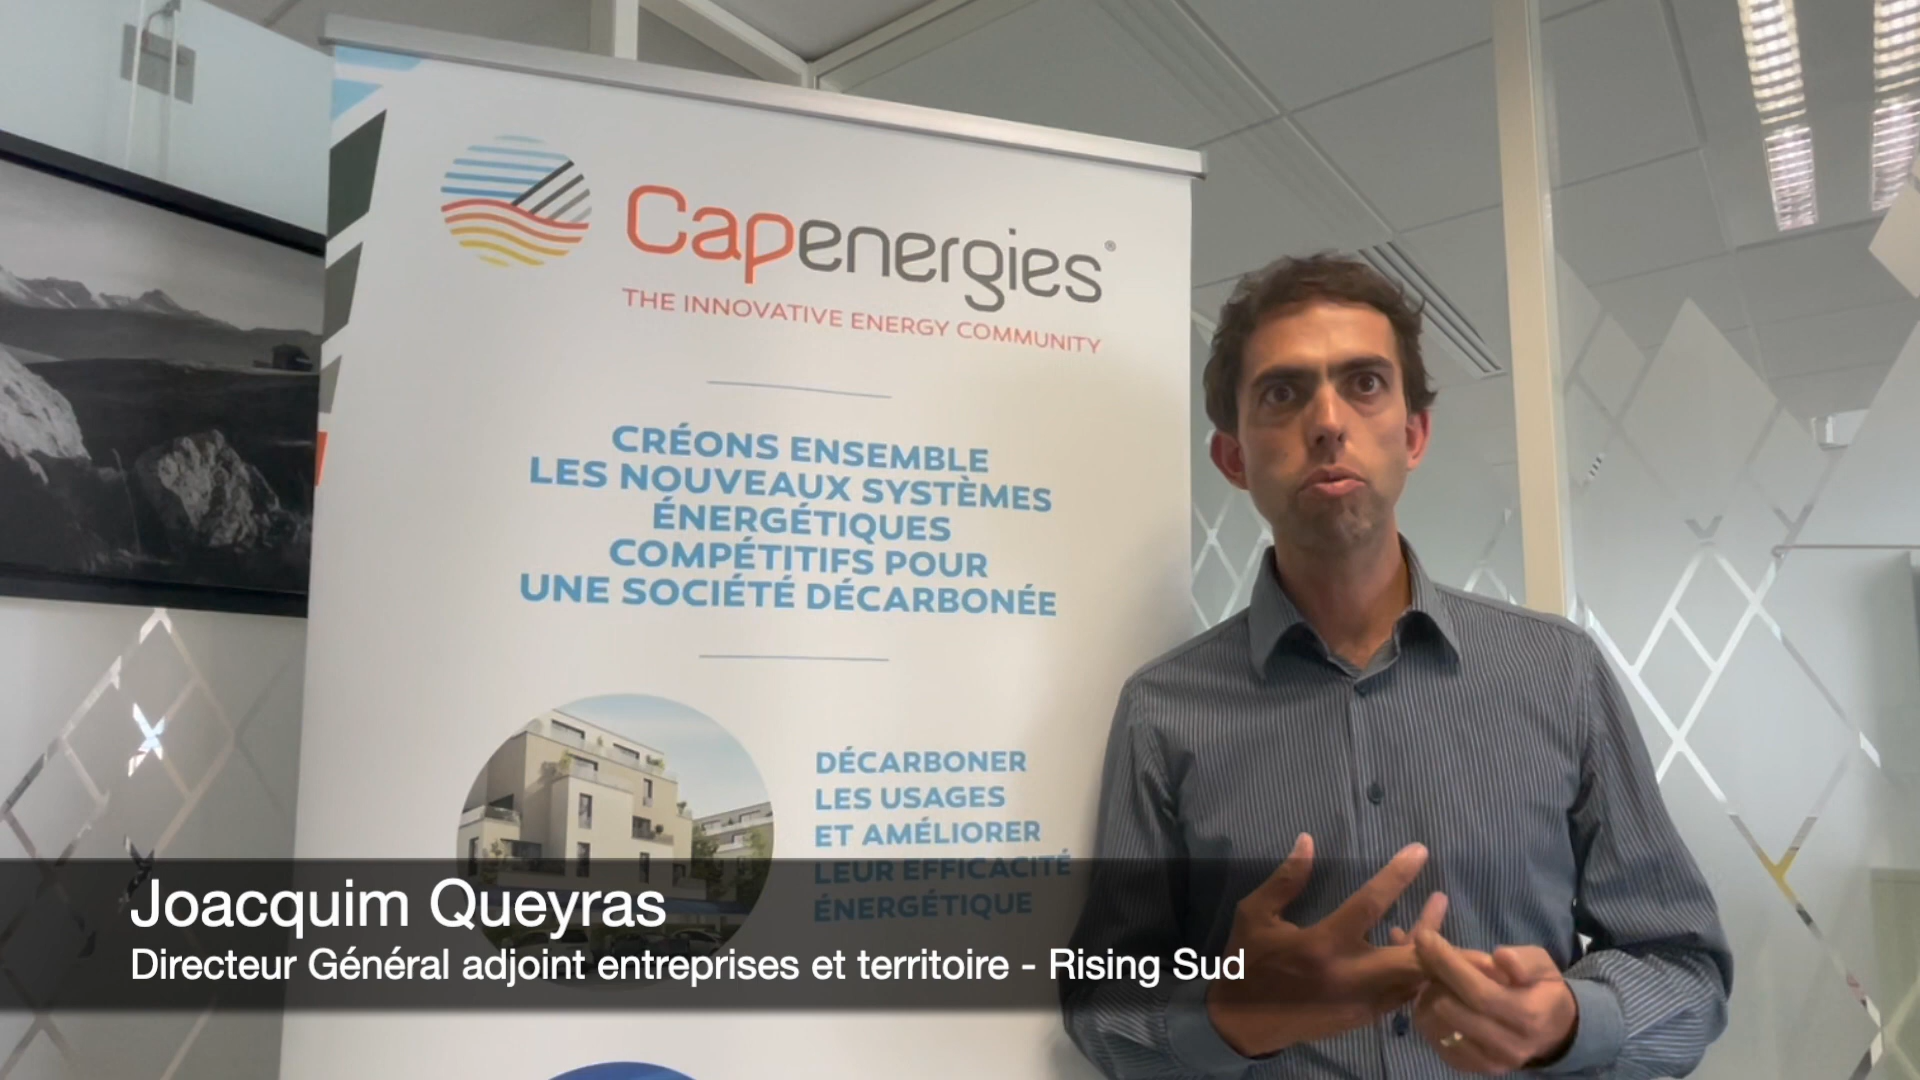 Capenergies®
THE INNOVATIVE ENERGY COMMUNITY
CRÉONS ENSEMBLE
LES NOUVEAUX SYSTÈMES
ÉNERGÉTIQUES
COMPÉTITIFS POUR
UNE SOCIÉTÉ DÉCARBONÉE
DÉCARBONER
LES USAGES
ET AMÉLIORER
LEUR EFFICACITÉ
ÉNERGÉTIQUE
Joacquim Queyras
Directeur Général adjoint entreprises et territoire - Rising Sud